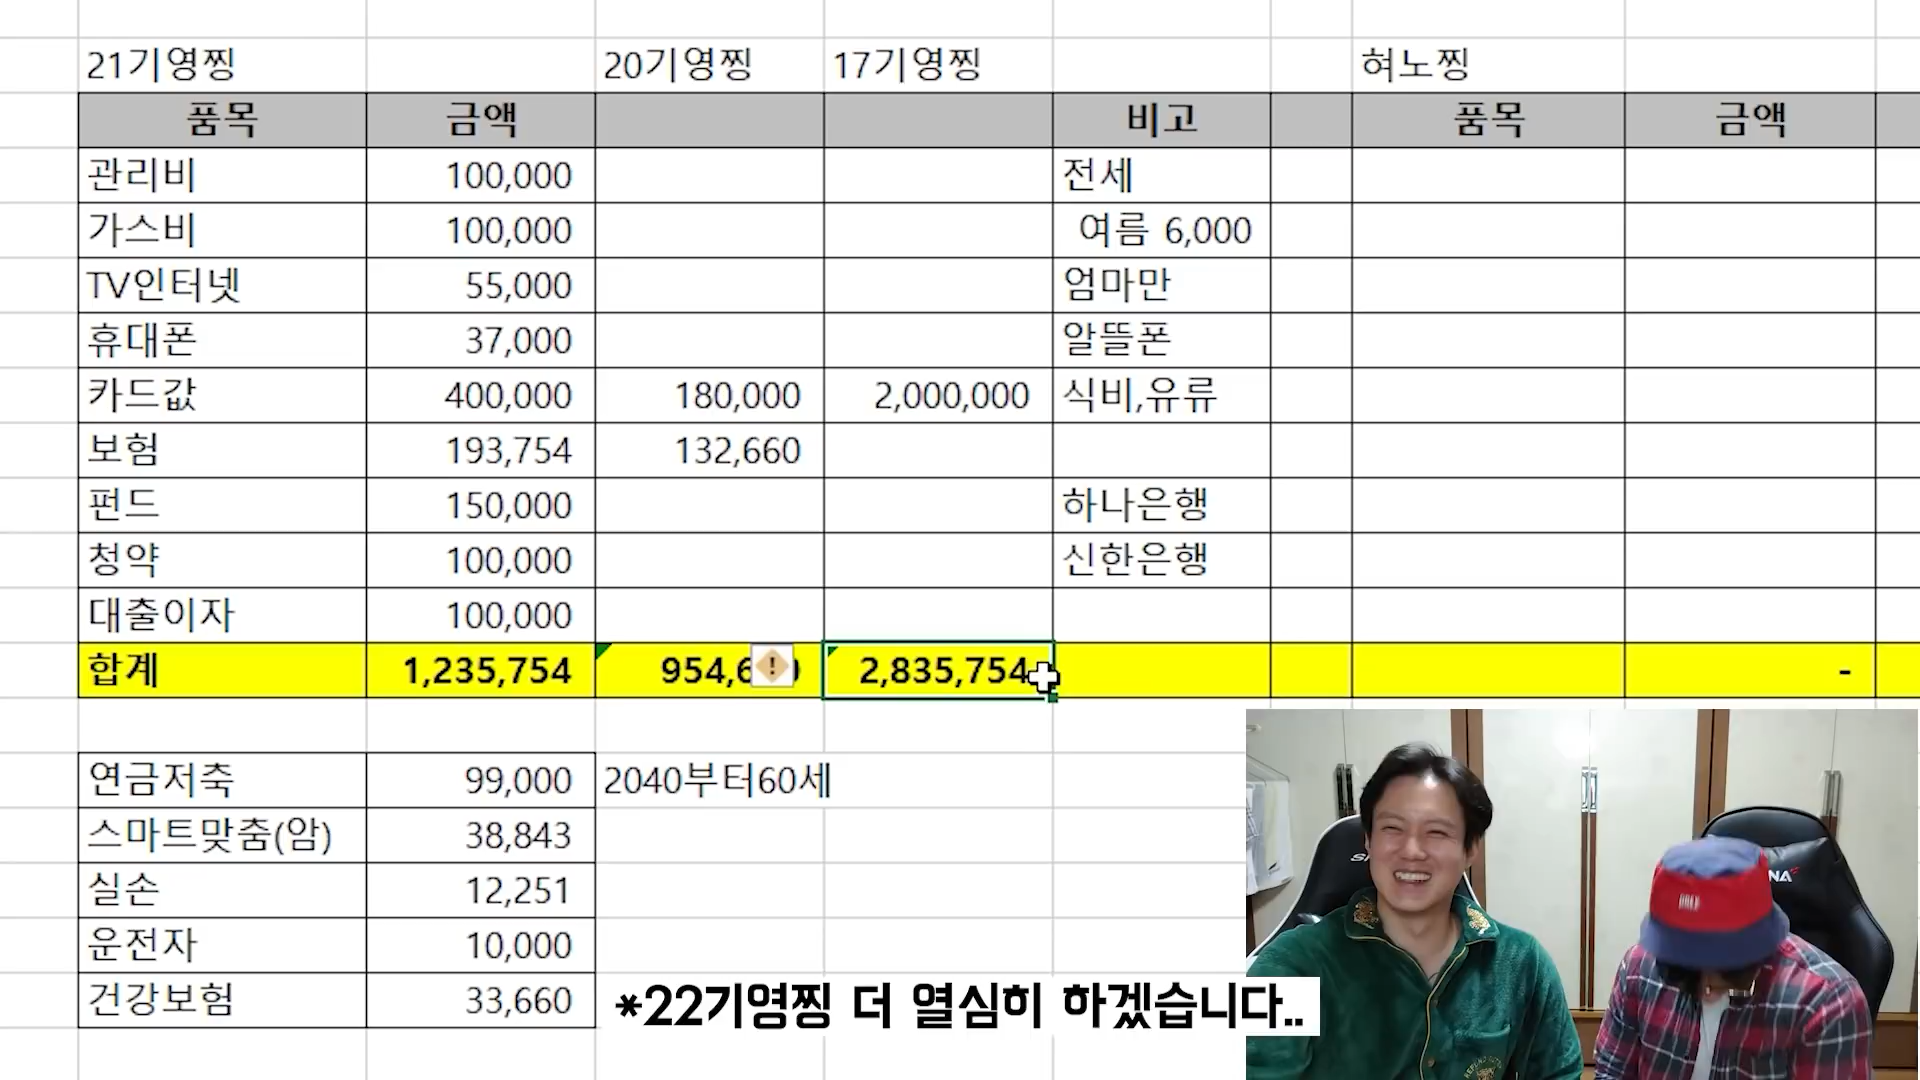 21기영찡 20기영찡 17기영찡 혀노찡
품목 금액 비고 품목 금액
관리비 100,000 전세
가스비 100,000 여름 6,000
TV인터넷 55,000 엄마만
휴대폰 37,000 알뜰폰
카드값 400,000 180,000 2,000,000 식비,유류
보험 193,754 132,660
펀드 150,000 하나은행
청약 100,000 신한은행
대출이자 100,000
합계 1,235,754 2,835,754 -
연금저축 99,000 2040부터60세
스마트맞춤(암) 38,843
실손 12,251
운전자 10,000
건강보험 33,660
*22기영찡 더 열심히 하겠습니다..